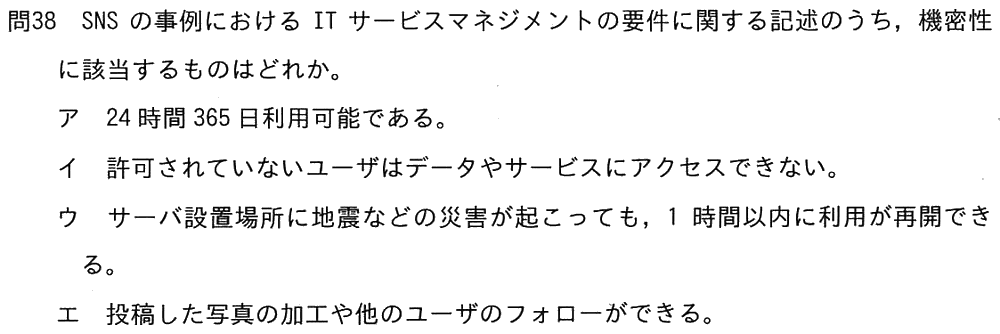 問38 SNS の事例における IT サービスマネジメントの要件に関する記述のうち，機密性
に該当するものはどれか。
ア 24 時間 365 日利用可能である。
イ 許可されていないユーザはデータやサービスにアクセスできない。
ウ サーバ設置場所に地震などの災害が起こっても，1 時間以内に利用が再開でき
る。
エ 投稿した写真の加工や他のユーザのフォローができる。